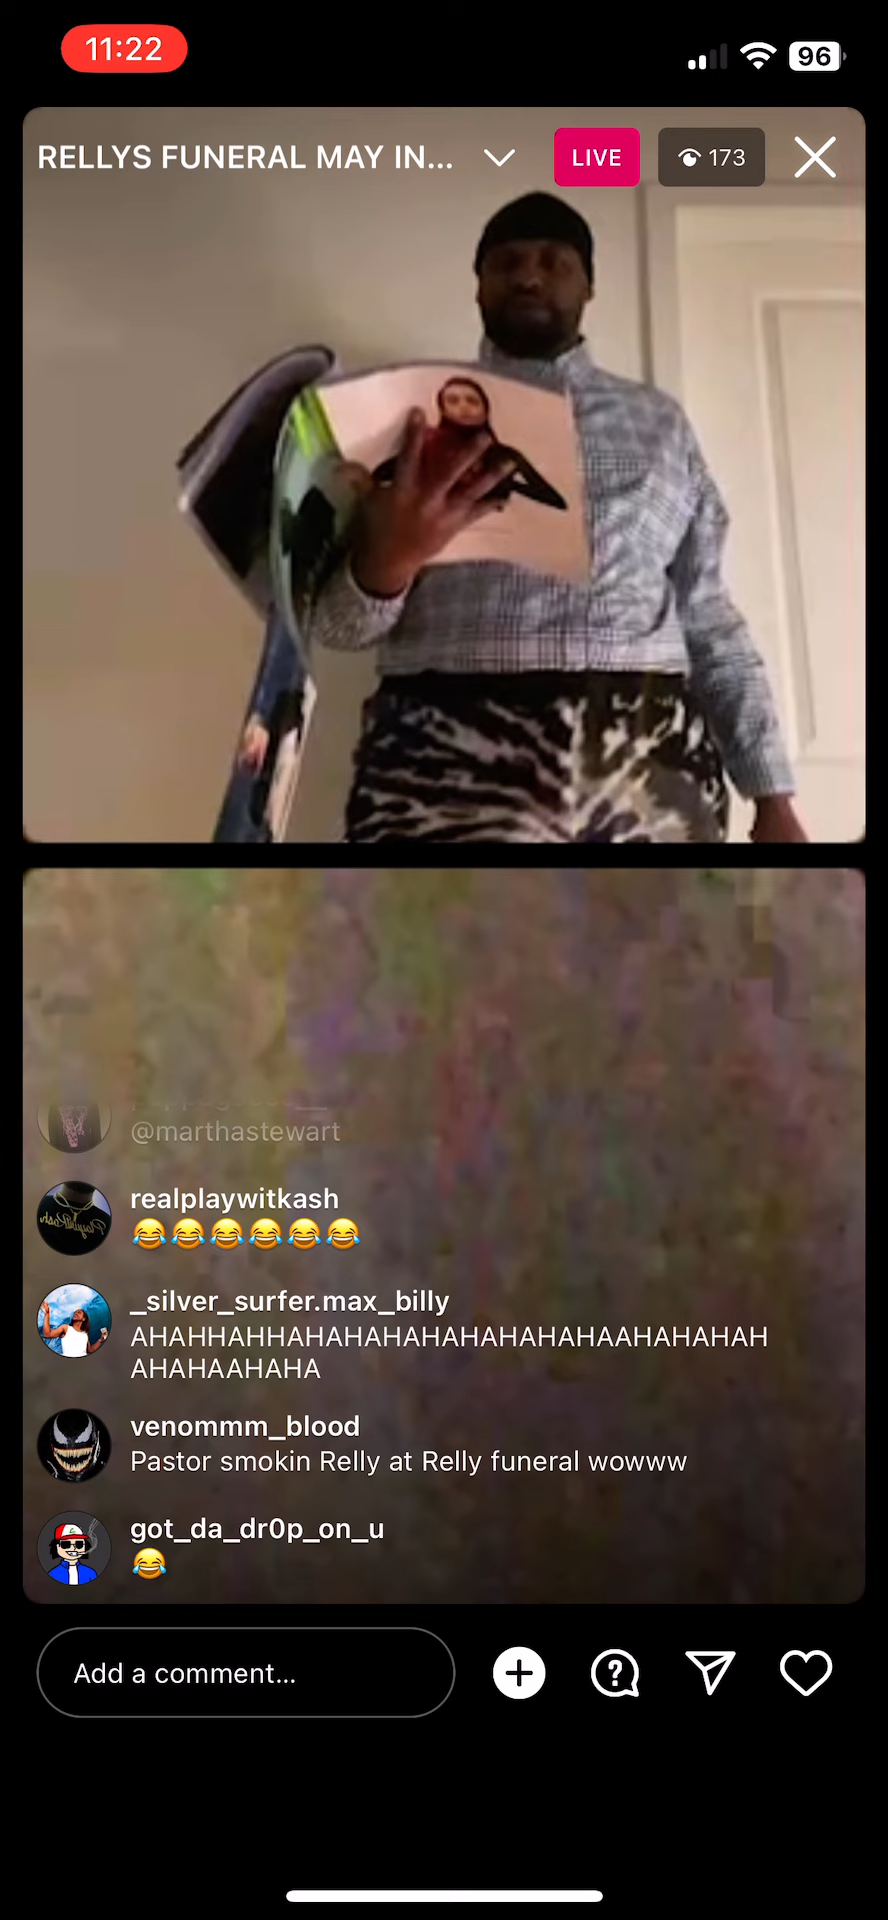 11:22
96
RELLYS FUNERAL MAY IN...
LIVE
173
@marthastewart
realplaywitkash
😂😂😂😂😂😂
_silver_surfer.max_billy
AHAHHAHHAHAHAHAHAHAHAHAHAAHAHAHAH
AHAHAAHAHA
venommm_blood
Pastor smokin Relly at Relly funeral wowww
got_da_dr0p_on_u
😂
Add a comment...